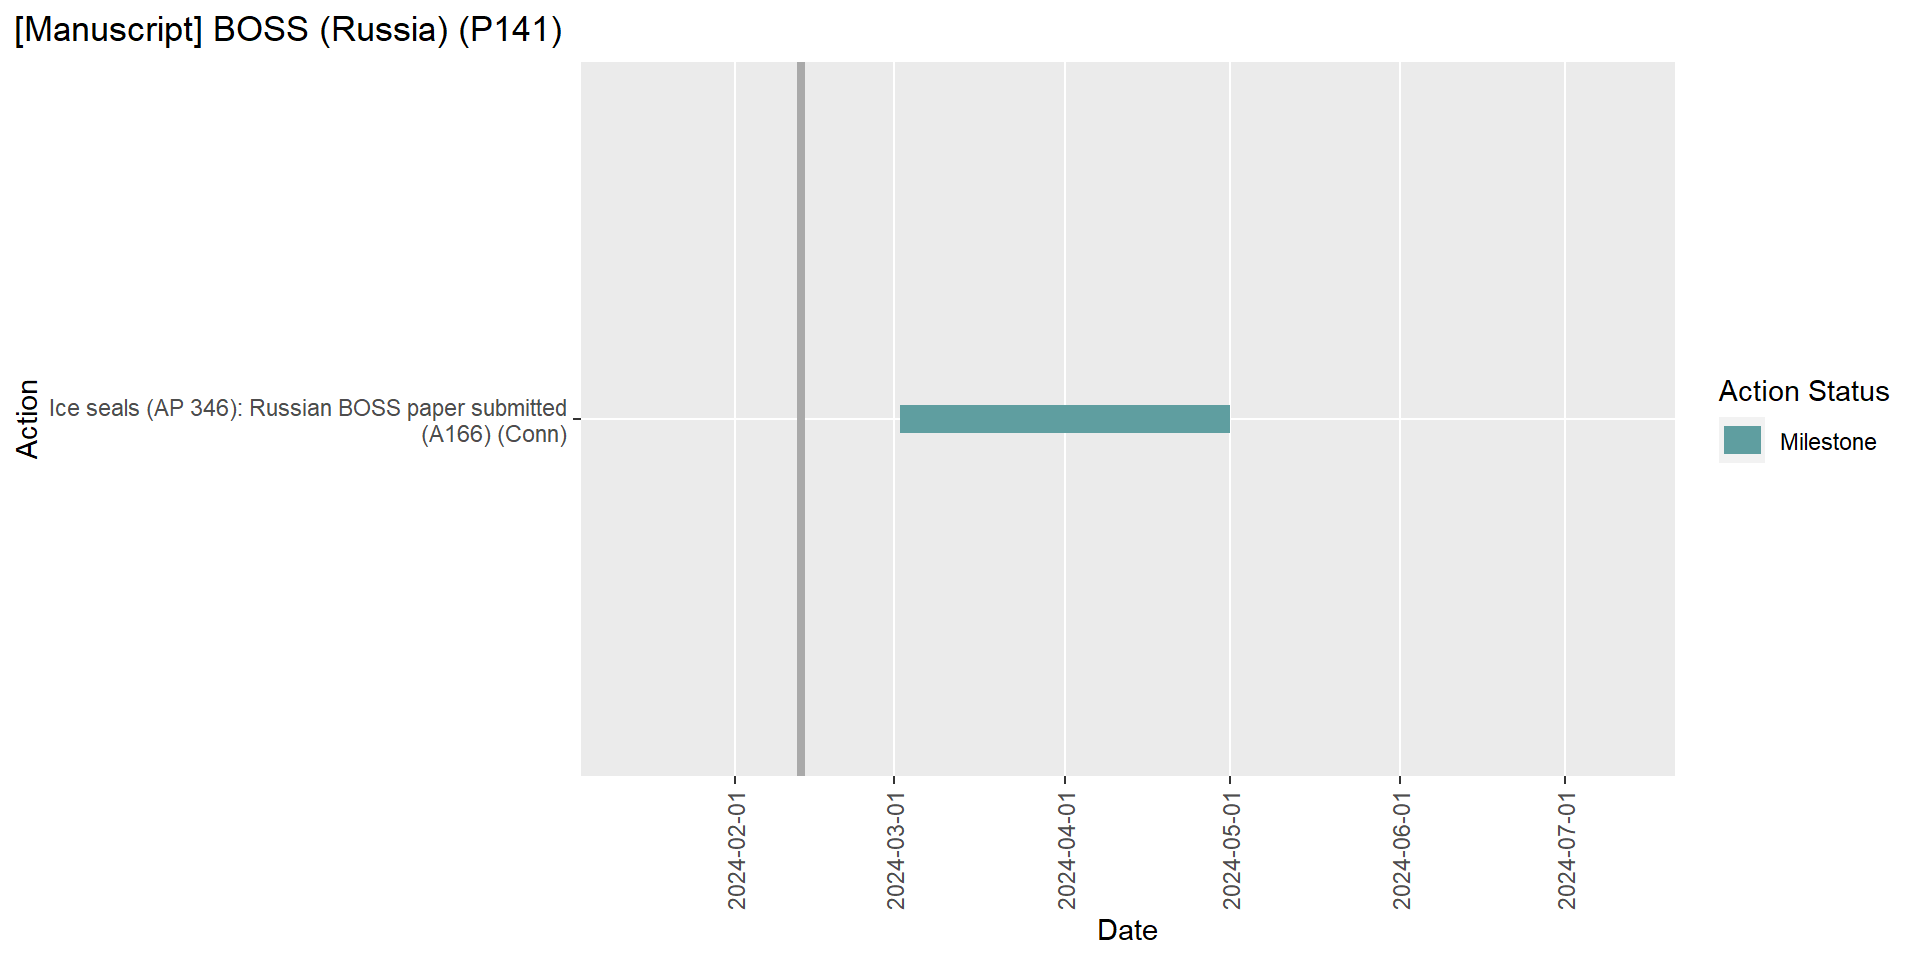 [Manuscript] BOSS (Russia) (P141)
Action
Ice seals (AP 346): Russian BOSS paper submitted
(A166) (Conn)
Action Status
Milestone
2024-02-01
2024-03-01
2024-04-01
2024-05-01
2024-06-01
2024-07-01
Date